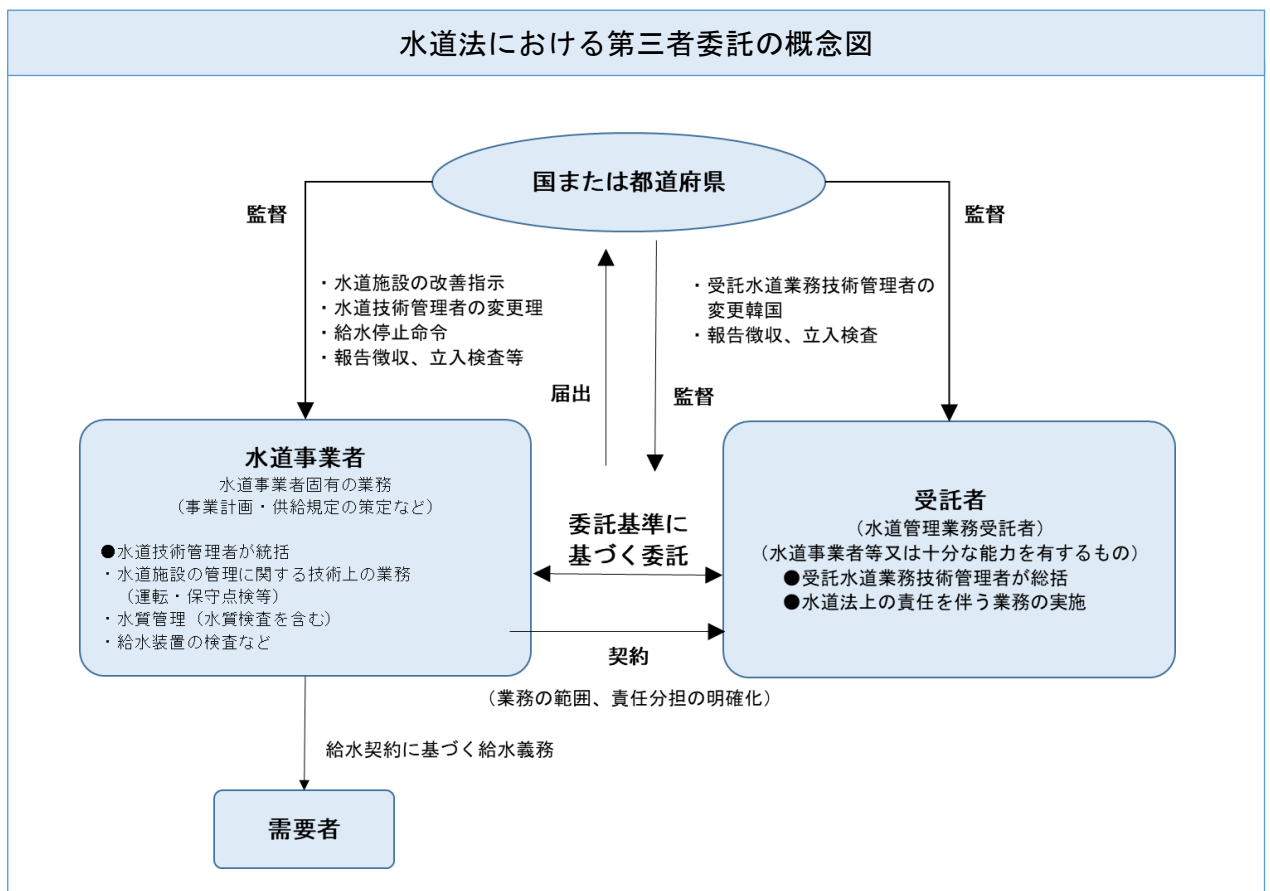 水道法における第三者委託の概念図
国または都道府県
監督
監督
・水道施設の改善指示
・水道技術管理者の変更理
・給水停止命令
・報告徴収、立入検査等
・受託水道業務技術管理者の
変更韓国
・報告徴収、立入検査
届出
監督
水道事業者
水道事業者固有の業務
（事業計画・供給規定の策定など）
●水道技術管理者が統括
・水道施設の管理に関する技術上の業務
（運転・保守点検等）
・水質管理（水質検査を含む）
・給水装置の検査など
委託基準に
基づく委託
契約
（業務の範囲、責任分担の明確化）
受託者
（水道管理業務受託者）
（水道事業者等又は十分な能力を有するもの）
●受託水道業務技術管理者が総括
●水道法上の責任を伴う業務の実施
給水契約に基づく給水義務
需要者